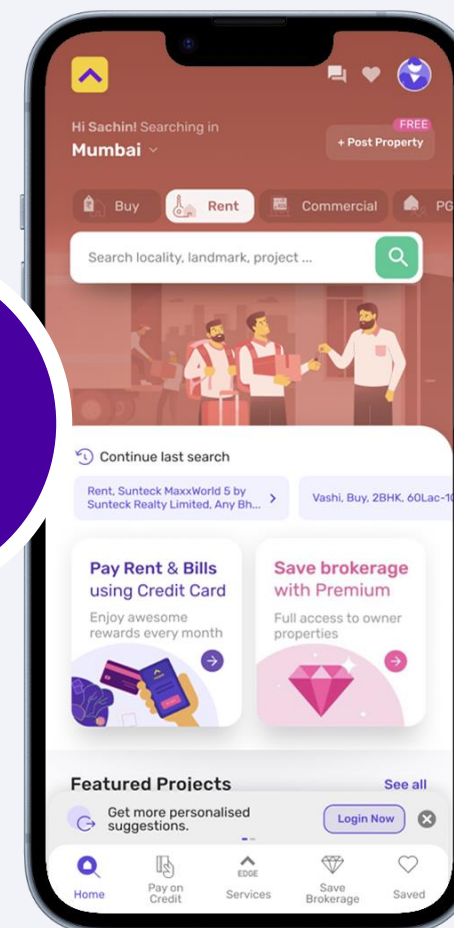 Hi Sachin! Searching in
Mumbai
FREE
+ Post Property
Buy
Rent
Commercial
PG
Search locality, landmark, project ...
Continue last search
Rent, Sunteck MaxxWorld 5 by
Sunteck Realty Limited, Any Bh...
Vashi, Buy, 2BHK, 60Lac-10
Pay Rent & Bills
using Credit Card
Enjoy awesome
rewards every month
Save brokerage
with Premium
Full access to owner
properties
Featured Projects
See all
Get more personalised
suggestions.
Login Now
Home
Pay on
Credit
EDGE
Services
Save
Brokerage
Saved